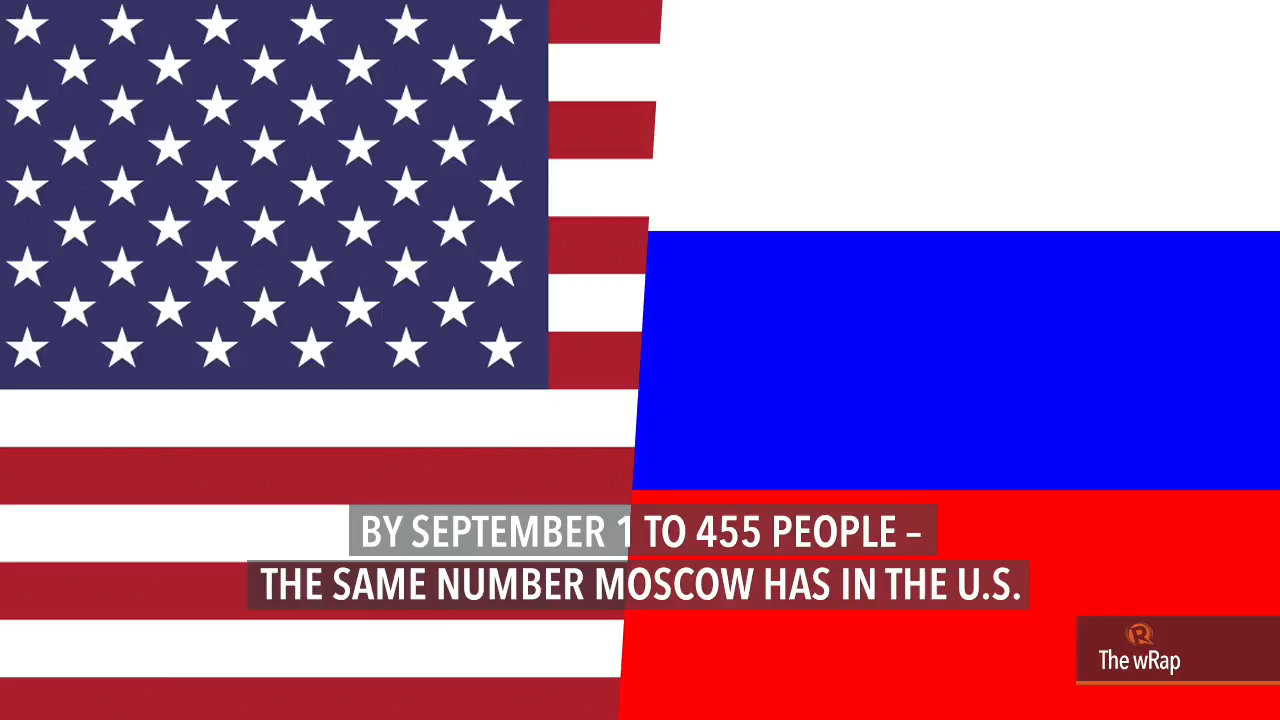 BY SEPTEMBER 1 TO 455 PEOPLE –
THE SAME NUMBER MOSCOW HAS IN THE U.S.
R
The wRap